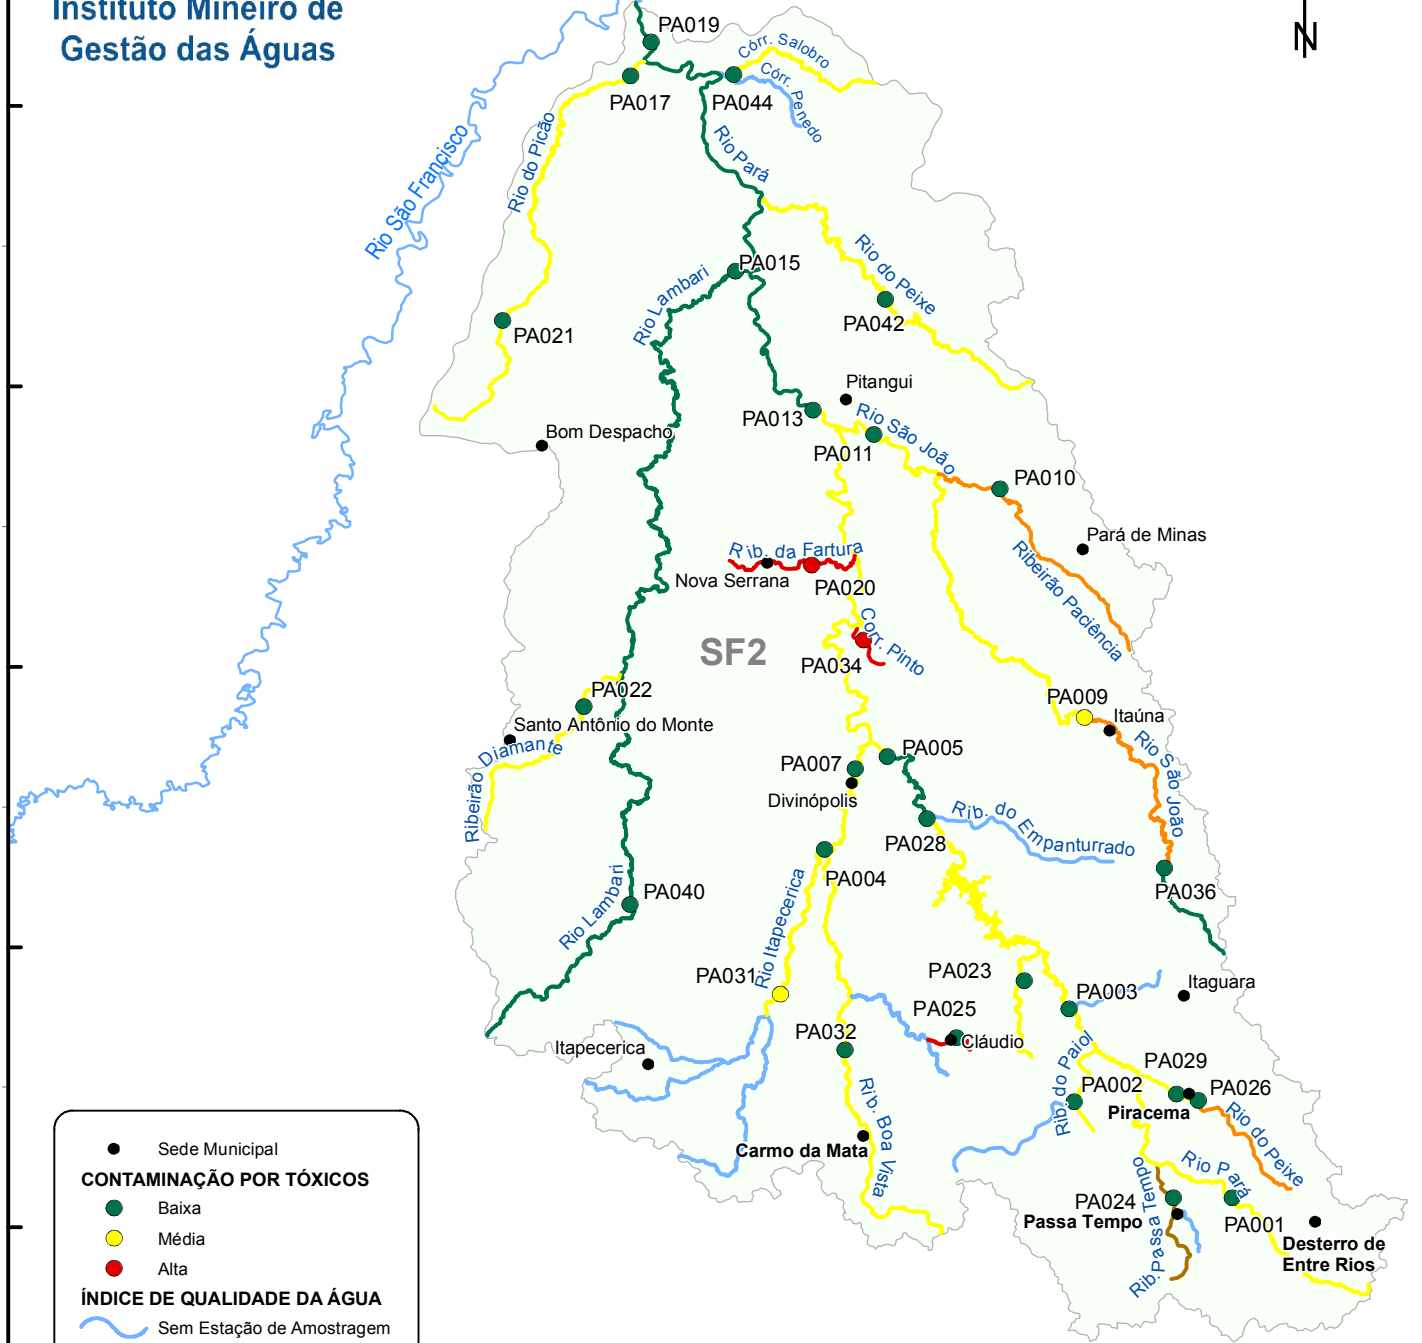 Instituto Mineiro de
Gestão das Águas
N
PA019
Córr. Salobro
PA017
PA044
Córr. Penedo
Rio São Francisco
Rio do Picão
Rio Pará
PA015
Rio do Peixe
Rio Lambari
PA042
PA021
Pitangui
PA013
Rio São João
Bom Despacho
PA011
PA010
Pará de Minas
Rib. da Fartura
Nova Serrana
PA020
Ribeirão Paciência
Corr. Pinto
SF2
PA034
PA022
PA009
Itaúna
Santo Antônio do Monte
Ribeirão Diamante
PA007
PA005
Rio São João
Divinópolis
Rib. do Empanturrado
PA028
PA004
PA040
PA036
Rio Lambari
Rio Itapecerica
PA031
PA023
PA003
Itaguara
PA025
PA032
Cláudio
Itapecerica
Rib. do Paiol
PA029
PA002
PA026
Piracema
Rio do Peixe
Rib. Boa Vista
Carmo da Mata
Rio Pará
PA024
Passa Tempo
Rib. Passa Tempo
PA001
Desterro de
Entre Rios
Sede Municipal
CONTAMINAÇÃO POR TÓXICOS
Baixa
Média
Alta
ÍNDICE DE QUALIDADE DA ÁGUA
Sem Estação de Amostragem